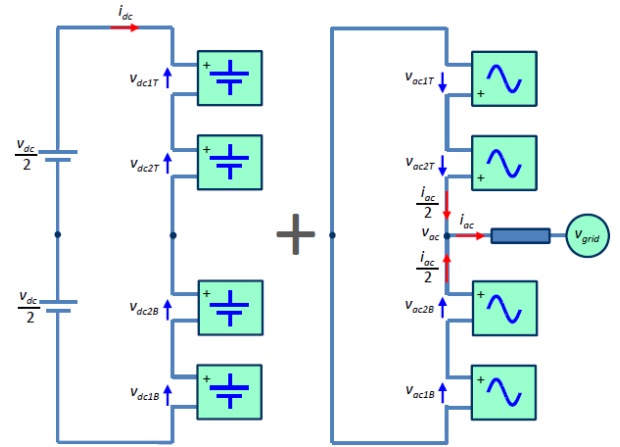 i_dc
+
v_dc1T
+
v_dc2T
v_dc/2
v_dc/2
+
v_dc2B
+
v_dc1B
+
v_ac1T
+
v_ac2T
+
i_ac/2
i_ac
v_ac
v_grid
i_ac/2
+
v_ac2B
+
v_ac1B